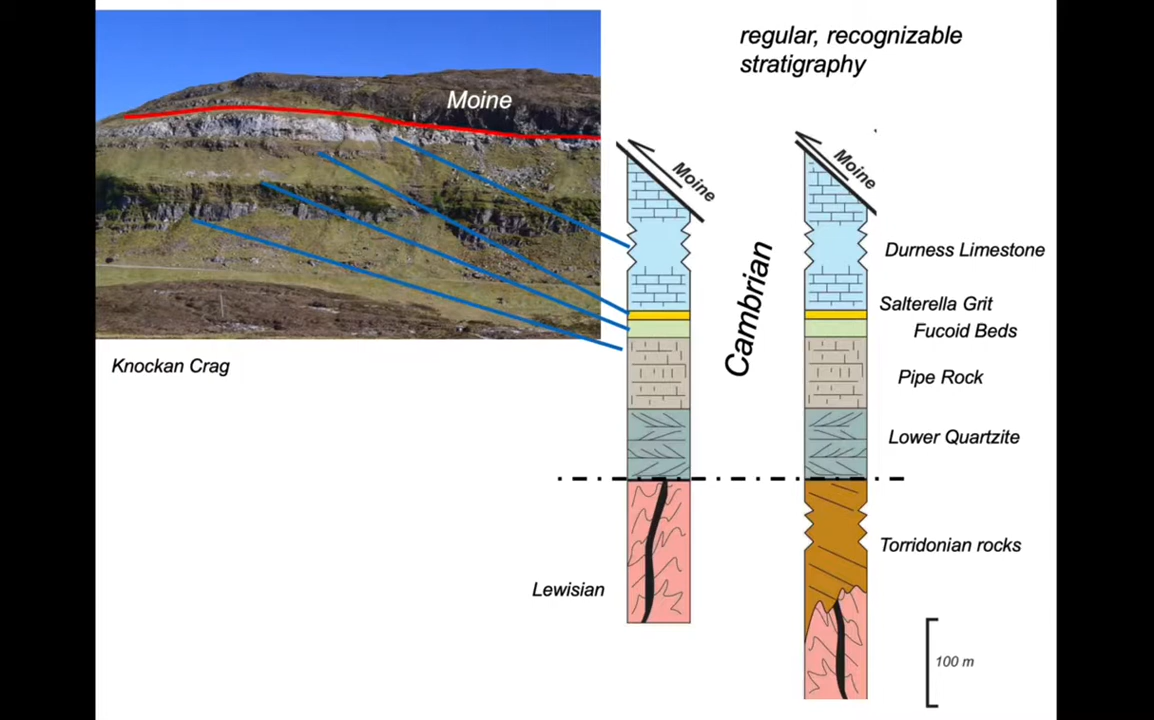 regular, recognizable
stratigraphy
Moine
Moine
Moine
Cambrian
Durness Limestone
Salterella Grit
Fucoid Beds
Knockan Crag
Pipe Rock
Lower Quartzite
Torridonian rocks
Lewisian
100 m